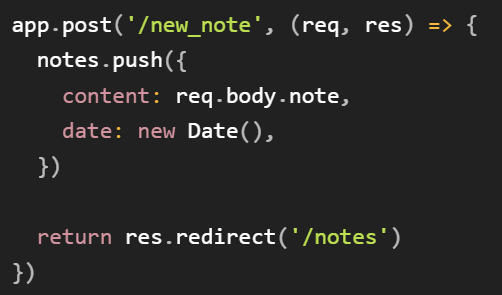 app.post('/new_note', (req, res) => {
  notes.push({
    content: req.body.note,
    date: new Date(),
  })

  return res.redirect('/notes')
})